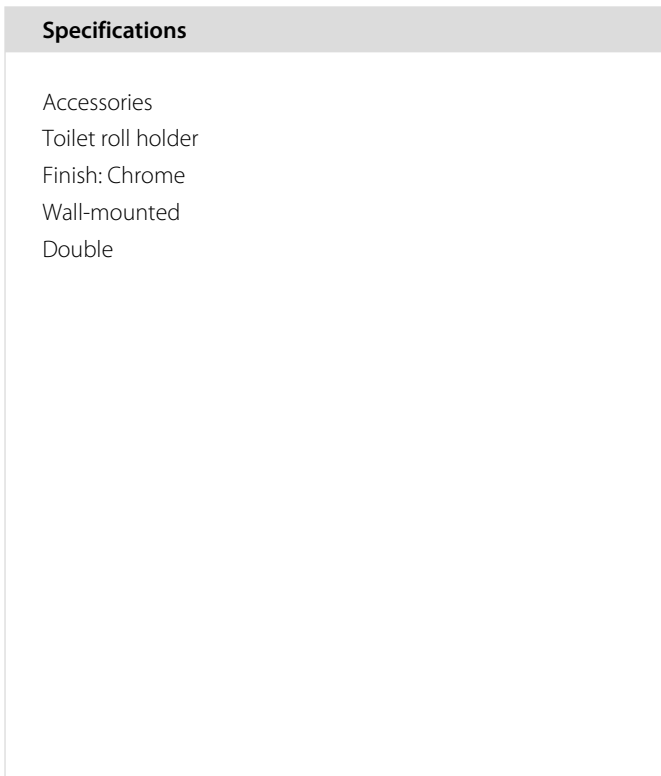 Specifications
Accessories
Toilet roll holder
Finish: Chrome
Wall-mounted
Double